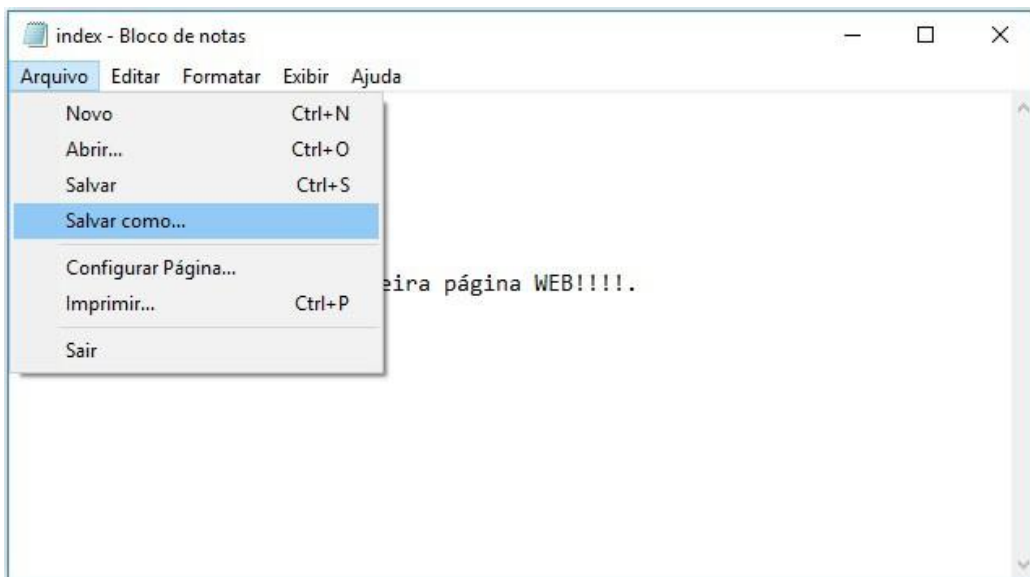 index - Bloco de notas
Arquivo Editar Formatar Exibir Ajuda
Novo Ctrl+N
Abrir... Ctrl+O
Salvar Ctrl+S
Salvar como...
Configurar Página...
eira página WEB!!!!.
Imprimir... Ctrl+P
Sair